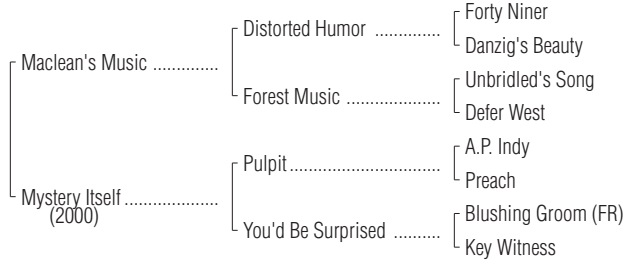 Maclean's Music ..............
Mystery Itself ....................
(2000)
Distorted Humor ..............
Forest Music .....................
Pulpit .................................
You'd Be Surprised ..........
Forty Niner
Danzig's Beauty
Unbridled's Song
Defer West
A.P. Indy
Preach
Blushing Groom (FR)
Key Witness